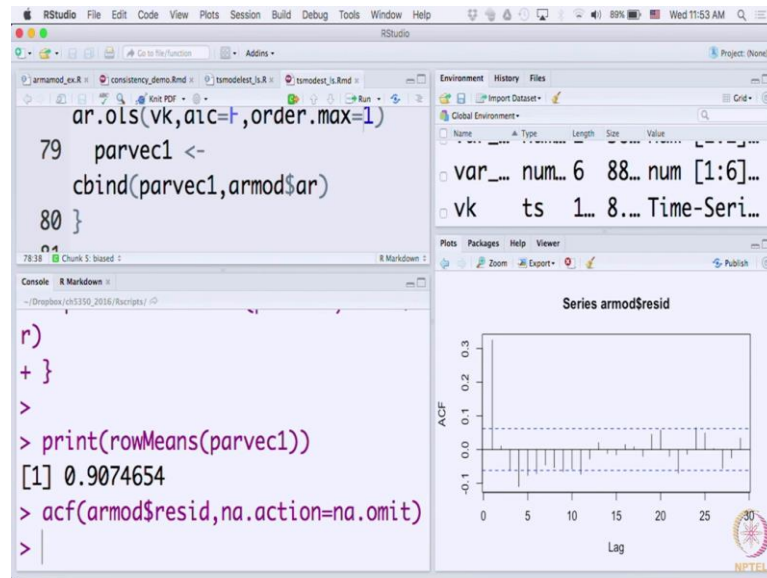 RStudio File Edit Code View Plots Session Build Debug Tools Window Help 89% Wed 11:53 AM
RStudio
Go to file/function Addins Project: (None)
armamod_ex.R consistency_demo.Rmd tsmodelest_ls.R tsmodest_ls.Rmd
Knit PDF Run
ar.ols(vk,aic=F,order.max=1)
79 parvec1 <-
cbind(parvec1,armod$ar)
80 }
81
78:38 Chunk 5: biased R Markdown
Console R Markdown
~/Dropbox/ch5350_2016/Rscripts/
r)
+ }
>
> print(rowMeans(parvec1))
[1] 0.9074654
> acf(armod$resid,na.action=na.omit)
>
Environment History Files
Import Dataset Grid
Global Environment
Name Type Length Size Value
var_… num… 6 88… num [1:6]…
vk ts 1… 8.… Time-Seri…
Plots Packages Help Viewer
Zoom Export Publish
Series armod$resid
ACF
0.3
0.2
0.1
0.0
-0.1
0 5 10 15 20 25 30
Lag
NPTEL